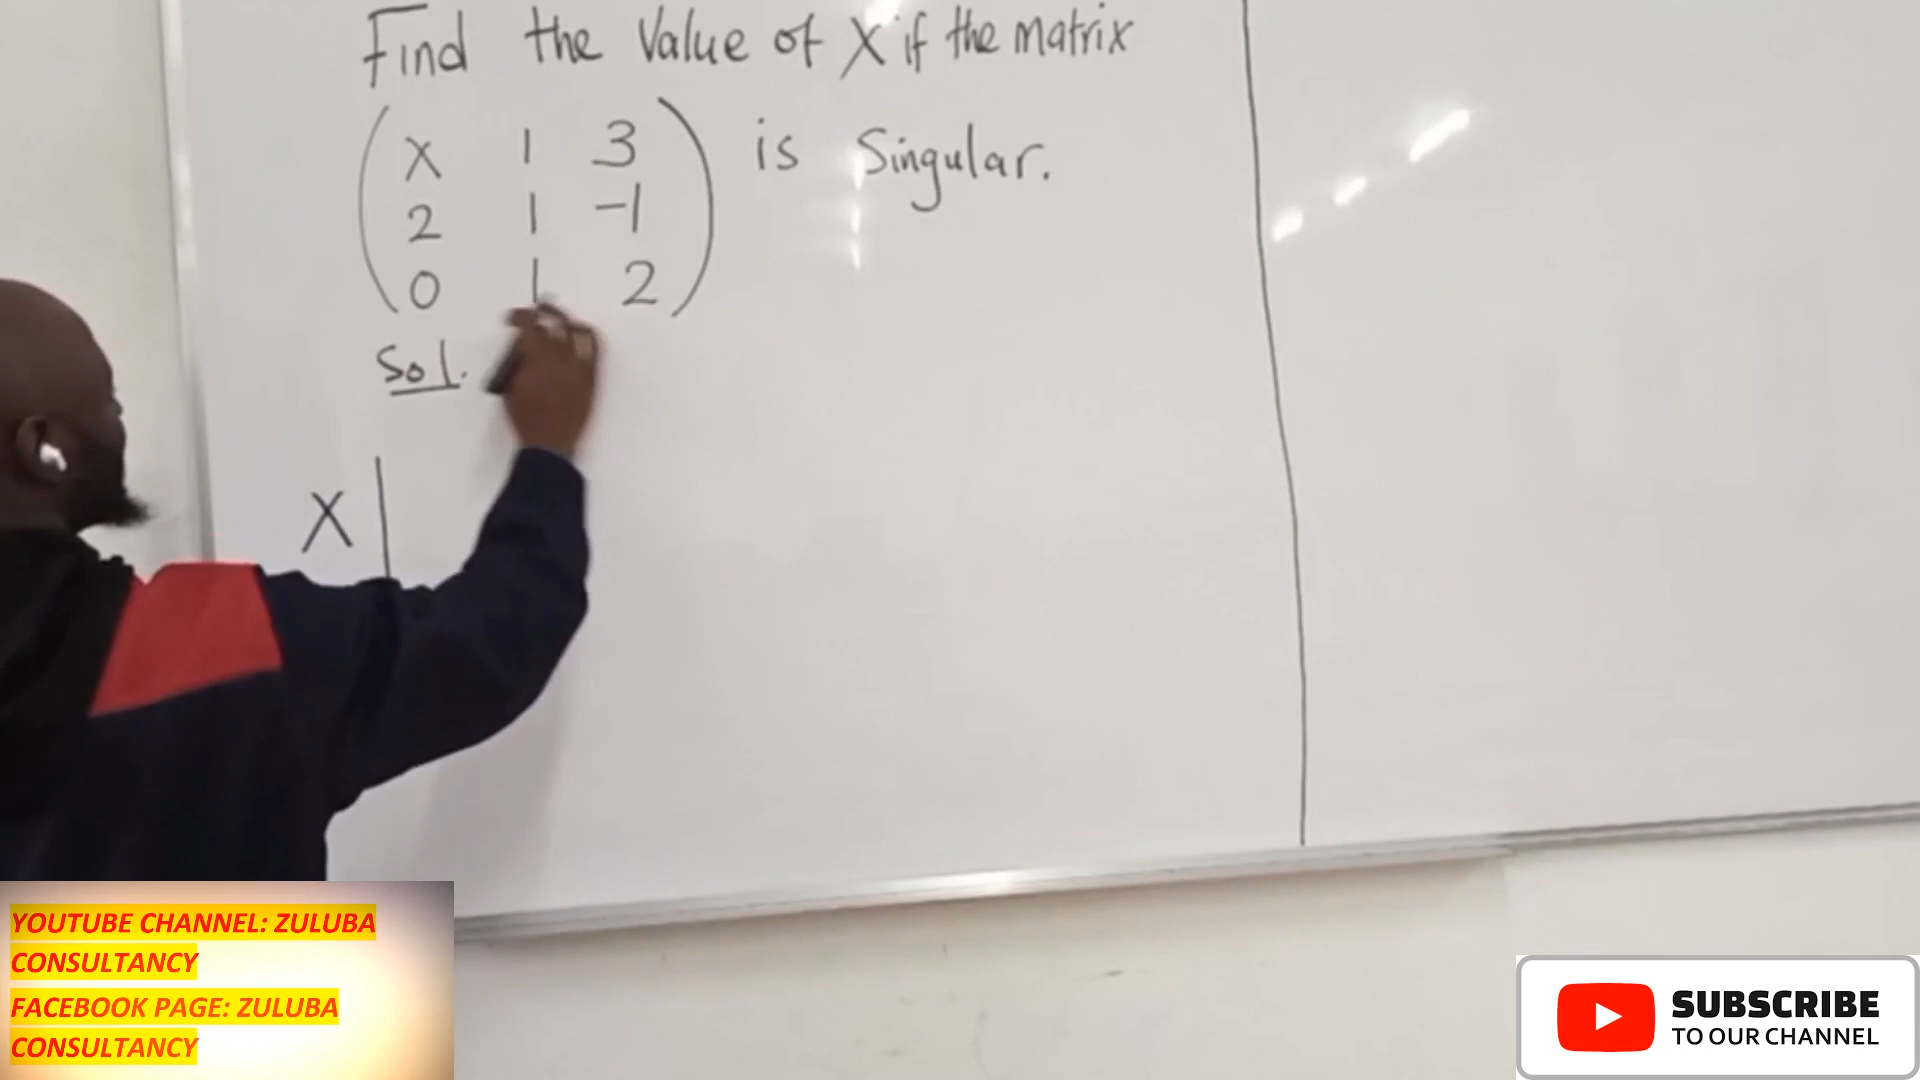 Find the Value of X if the matrix
X 1 3 is Singular.
2 1 -1
0 1 2
Sol.
X
YOUTUBE CHANNEL: ZULUBA
CONSULTANCY
FACEBOOK PAGE: ZULUBA
CONSULTANCY
SUBSCRIBE
TO OUR CHANNEL